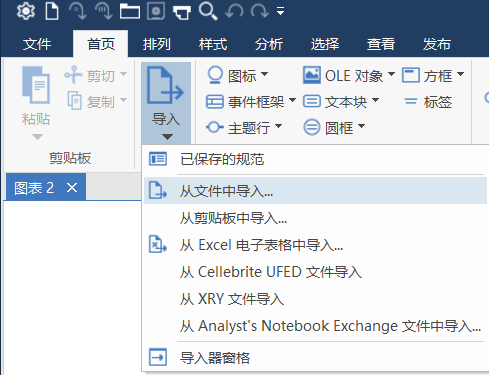 文件 首页 排列 样式 分析 选择 查看 发布
粘贴 剪切 复制 剪贴板
导入
图标 OLE 对象 方框
事件框架 文本块 标签
主题行 圆框
图表 2
已保存的规范
从文件中导入...
从剪贴板中导入...
从 Excel 电子表格中导入...
从 Cellebrite UFED 文件导入
从 XRY 文件导入
从 Analyst's Notebook Exchange 文件中导入...
导入器窗格